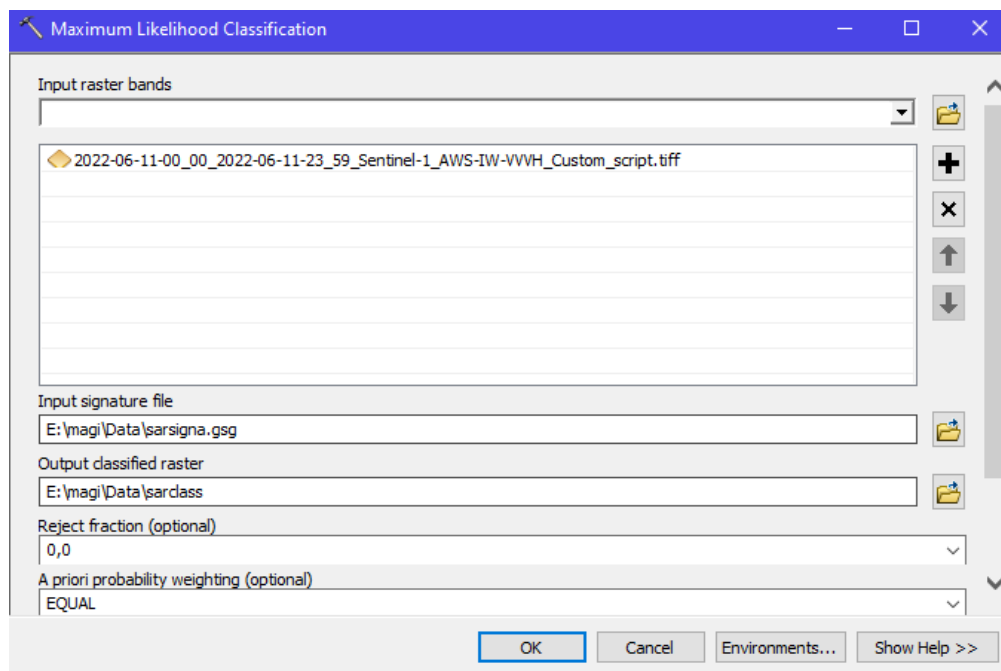 Maximum Likelihood Classification
Input raster bands
2022-06-11-00_00_2022-06-11-23_59_Sentinel-1_AWS-IW-VVVH_Custom_script.tiff
Input signature file
E:\magi\Data\sarsigna.gsg
Output classified raster
E:\magi\Data\sarclass
Reject fraction (optional)
0,0
A priori probability weighting (optional)
EQUAL
OK Cancel Environments... Show Help >>